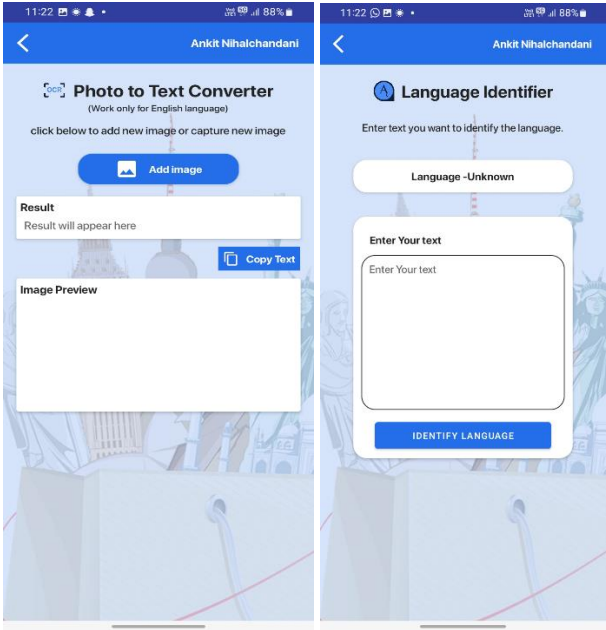 11:22
88%
Ankit Nihalchandani
OCR
Photo to Text Converter
(Work only for English language)
click below to add new image or capture new image
Add image
Result
Result will appear here
Copy Text
Image Preview
11:22
88%
Ankit Nihalchandani
A Language Identifier
Enter text you want to identify the language.
Language -Unknown
Enter Your text
Enter Your text
IDENTIFY LANGUAGE